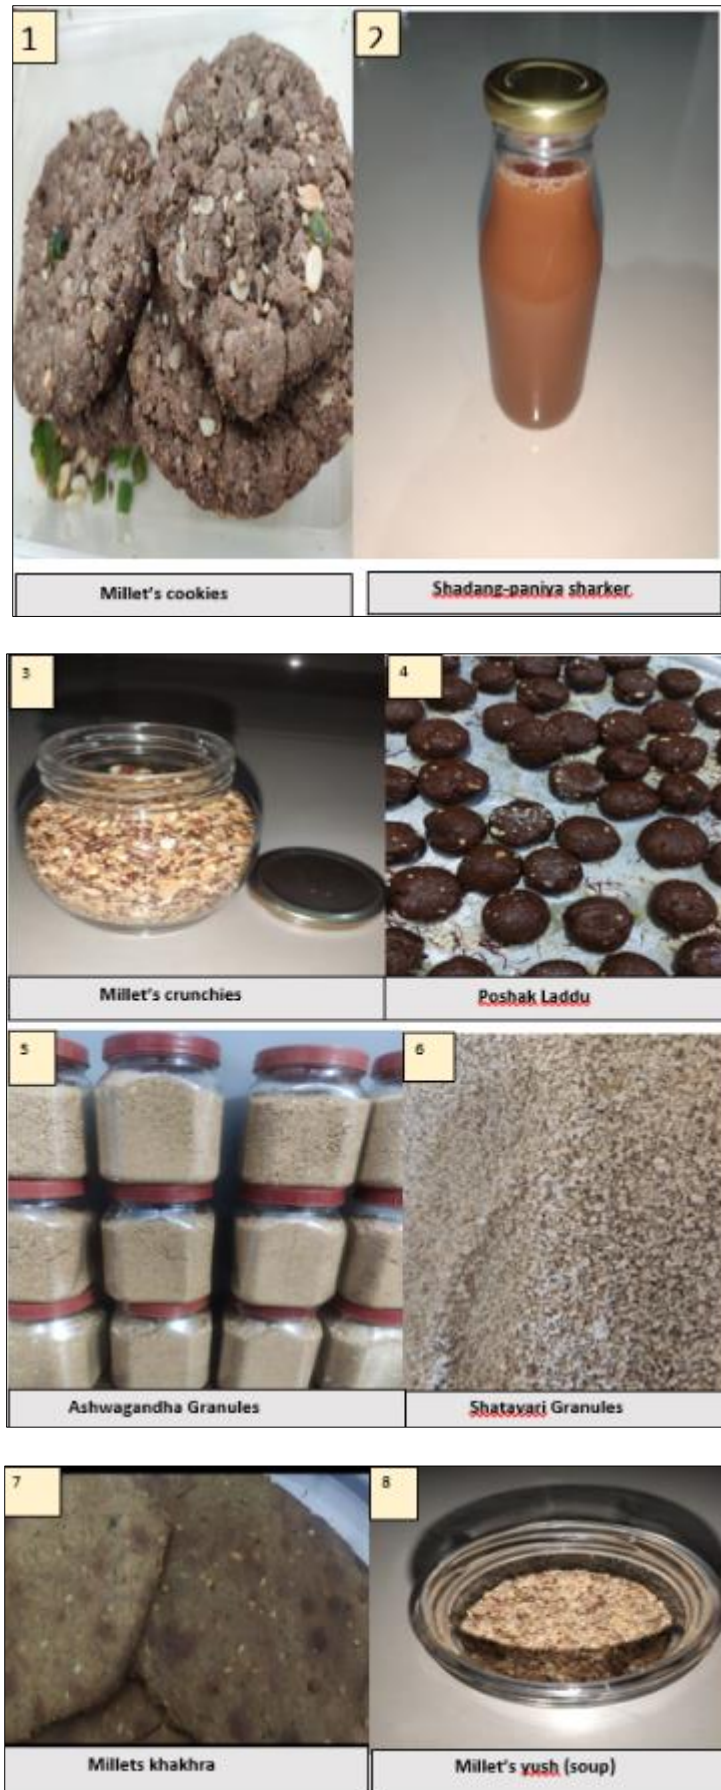 1
2
Millet's cookies
Shadang-paniya sharker
3
4
Millet's crunchies
Poshak Laddu
5
6
Ashwagandha Granules
Shatavari Granules
7
8
Millets khakhra
Millet's yush (soup)